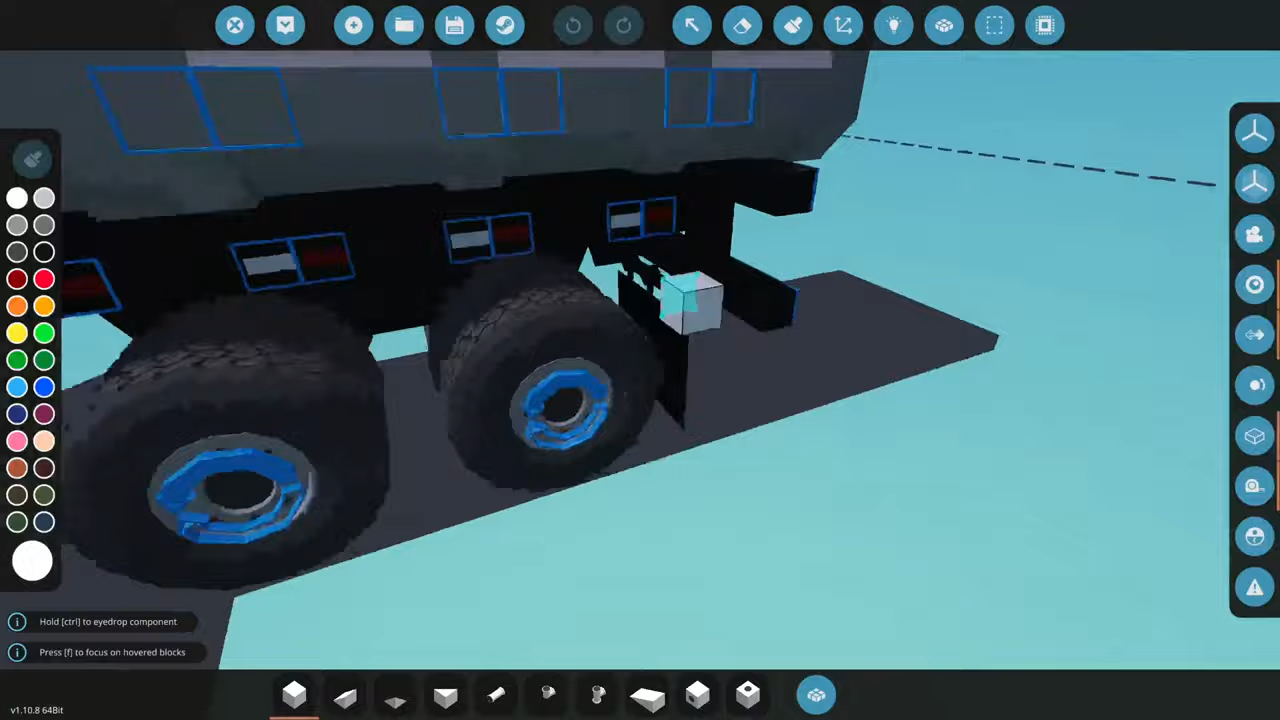 Hold [ctrl] to eyedrop component
Press [f] to focus on hovered blocks
v1.10.8 64Bit